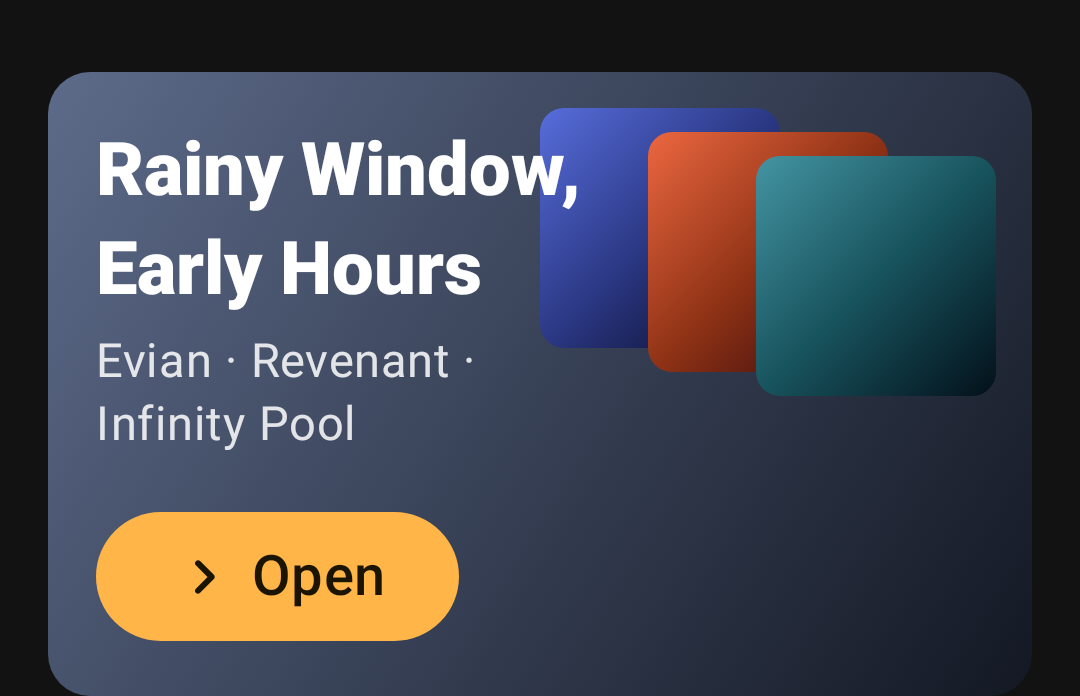 Rainy Window,
Early Hours
Evian · Revenant ·
Infinity Pool
Open